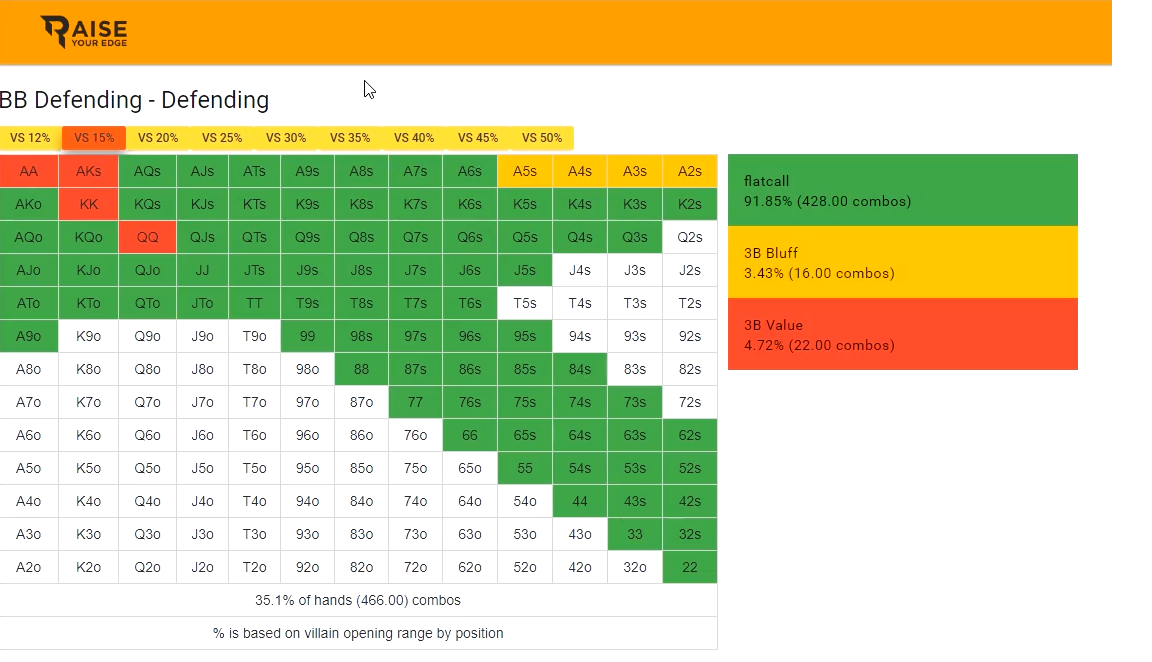 RAISE
YOUR EDGE
BB Defending - Defending
VS 12% VS 15% VS 20% VS 25% VS 30% VS 35% VS 40% VS 45% VS 50%
AA AKs AQs AJs ATs A9s A8s A7s A6s A5s A4s A3s A2s
AKo KK KQs KJs KTs K9s K8s K7s K6s K5s K4s K3s K2s
AQo KQo QQ QJs QTs Q9s Q8s Q7s Q6s Q5s Q4s Q3s Q2s
AJo KJo QJo JJ JTs J9s J8s J7s J6s J5s J4s J3s J2s
ATo KTo QTo JTo TT T9s T8s T7s T6s T5s T4s T3s T2s
A9o K9o Q9o J9o T9o 99 98s 97s 96s 95s 94s 93s 92s
A8o K8o Q8o J8o T8o 98o 88 87s 86s 85s 84s 83s 82s
A7o K7o Q7o J7o T7o 97o 87o 77 76s 75s 74s 73s 72s
A6o K6o Q6o J6o T6o 96o 86o 76o 66 65s 64s 63s 62s
A5o K5o Q5o J5o T5o 95o 85o 75o 65o 55 54s 53s 52s
A4o K4o Q4o J4o T4o 94o 84o 74o 64o 54o 44 43s 42s
A3o K3o Q3o J3o T3o 93o 83o 73o 63o 53o 43o 33 32s
A2o K2o Q2o J2o T2o 92o 82o 72o 62o 52o 42o 32o 22
35.1% of hands (466.00) combos
% is based on villain opening range by position
flatcall
91.85% (428.00 combos)
3B Bluff
3.43% (16.00 combos)
3B Value
4.72% (22.00 combos)